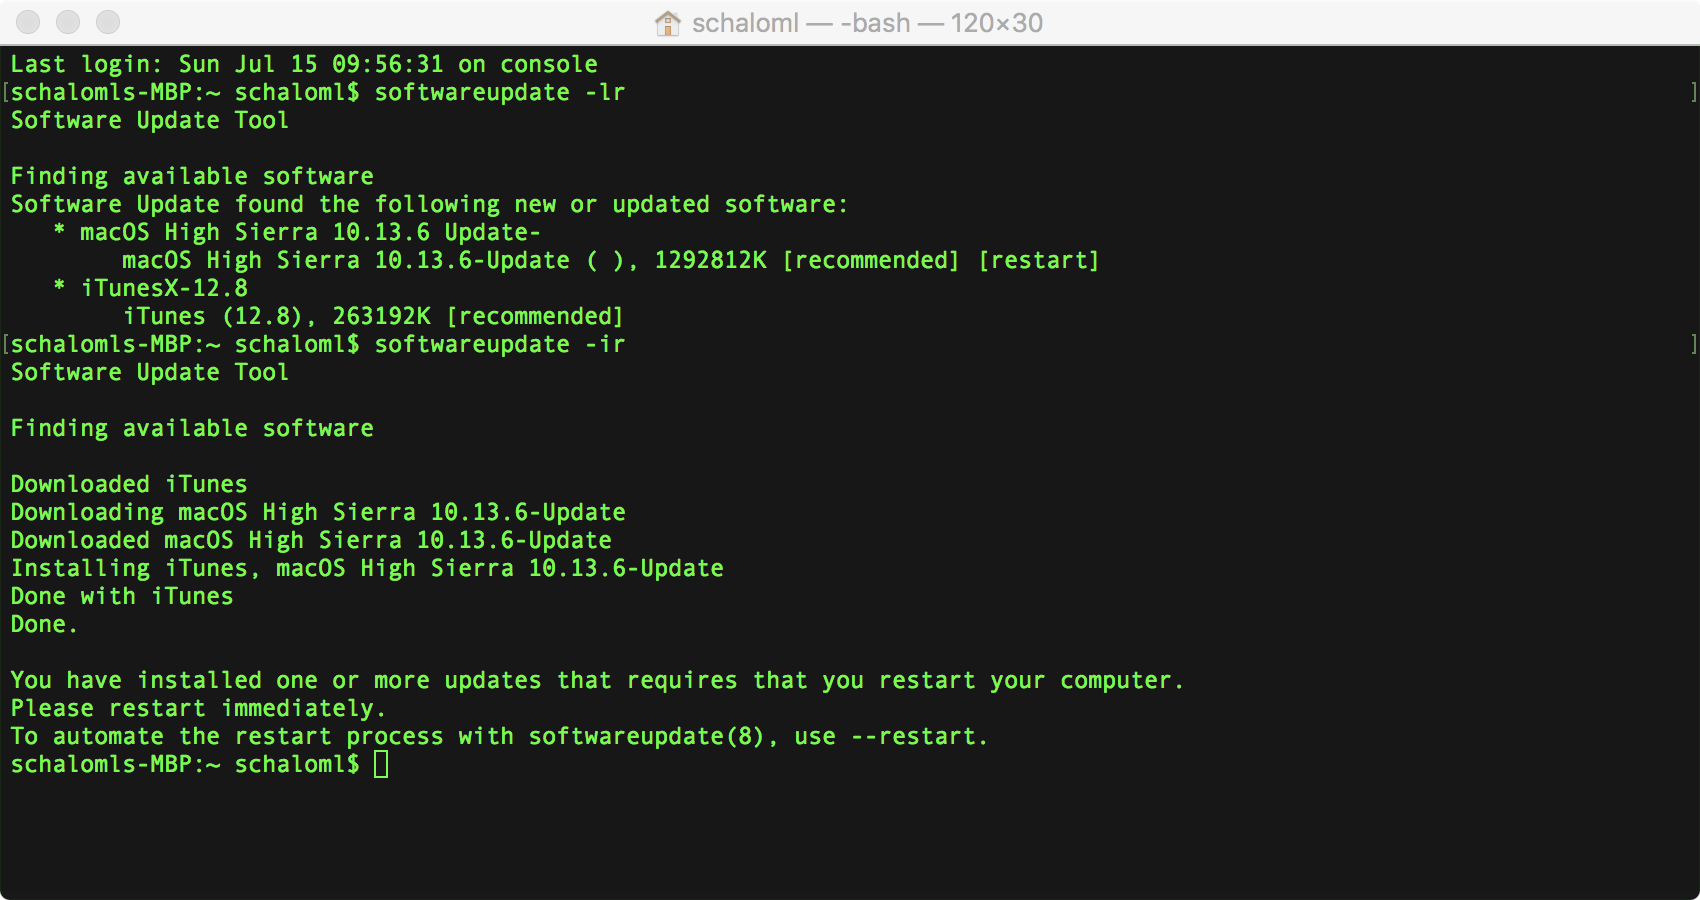 schaloml — -bash — 120×30
Last login: Sun Jul 15 09:56:31 on console
[schalomls-MBP:~ schaloml$ softwareupdate -lr ]
Software Update Tool
Finding available software
Software Update found the following new or updated software:
* macOS High Sierra 10.13.6 Update-
macOS High Sierra 10.13.6-Update ( ), 1292812K [recommended] [restart]
* iTunesX-12.8
iTunes (12.8), 263192K [recommended]
[schalomls-MBP:~ schaloml$ softwareupdate -ir ]
Software Update Tool
Finding available software
Downloaded iTunes
Downloading macOS High Sierra 10.13.6-Update
Downloaded macOS High Sierra 10.13.6-Update
Installing iTunes, macOS High Sierra 10.13.6-Update
Done with iTunes
Done.
You have installed one or more updates that requires that you restart your computer.
Please restart immediately.
To automate the restart process with softwareupdate(8), use --restart.
schalomls-MBP:~ schaloml$